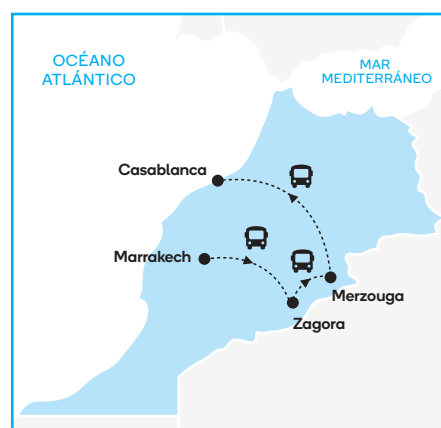 OCÉANO
ATLÁNTICO
MAR
MEDITERRÁNEO
Casablanca
Marrakech
Merzouga
Zagora